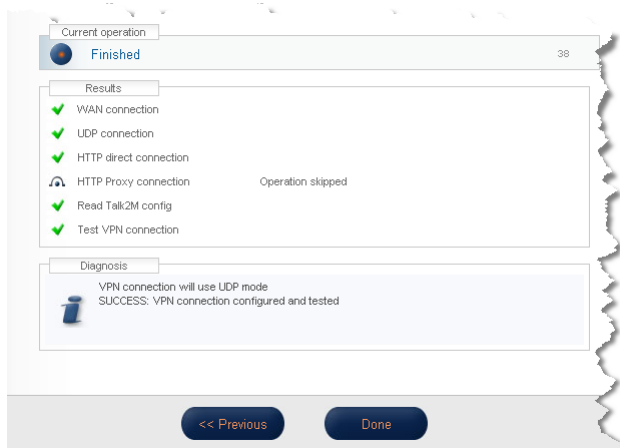 Current operation
Finished 38
Results
WAN connection
UDP connection
HTTP direct connection
HTTP Proxy connection Operation skipped
Read Talk2M config
Test VPN connection
Diagnosis
VPN connection will use UDP mode
SUCCESS: VPN connection configured and tested
<< Previous Done